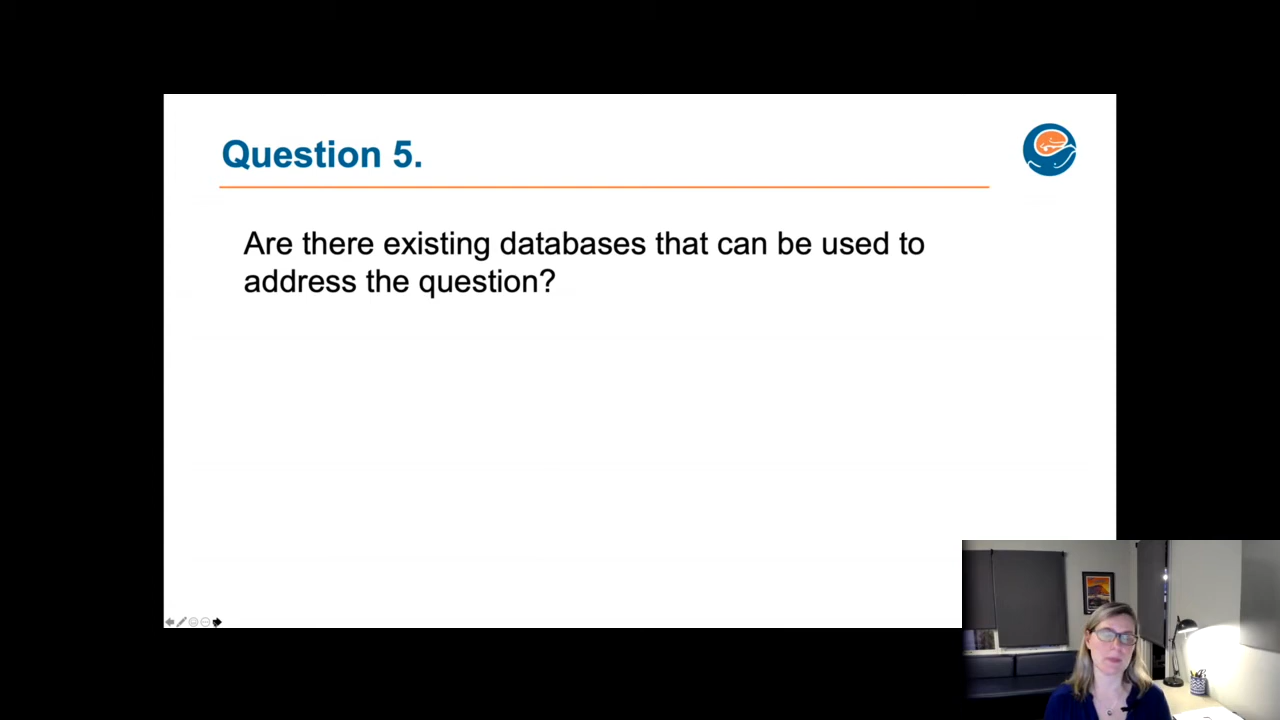 Question 5.
Are there existing databases that can be used to
address the question?